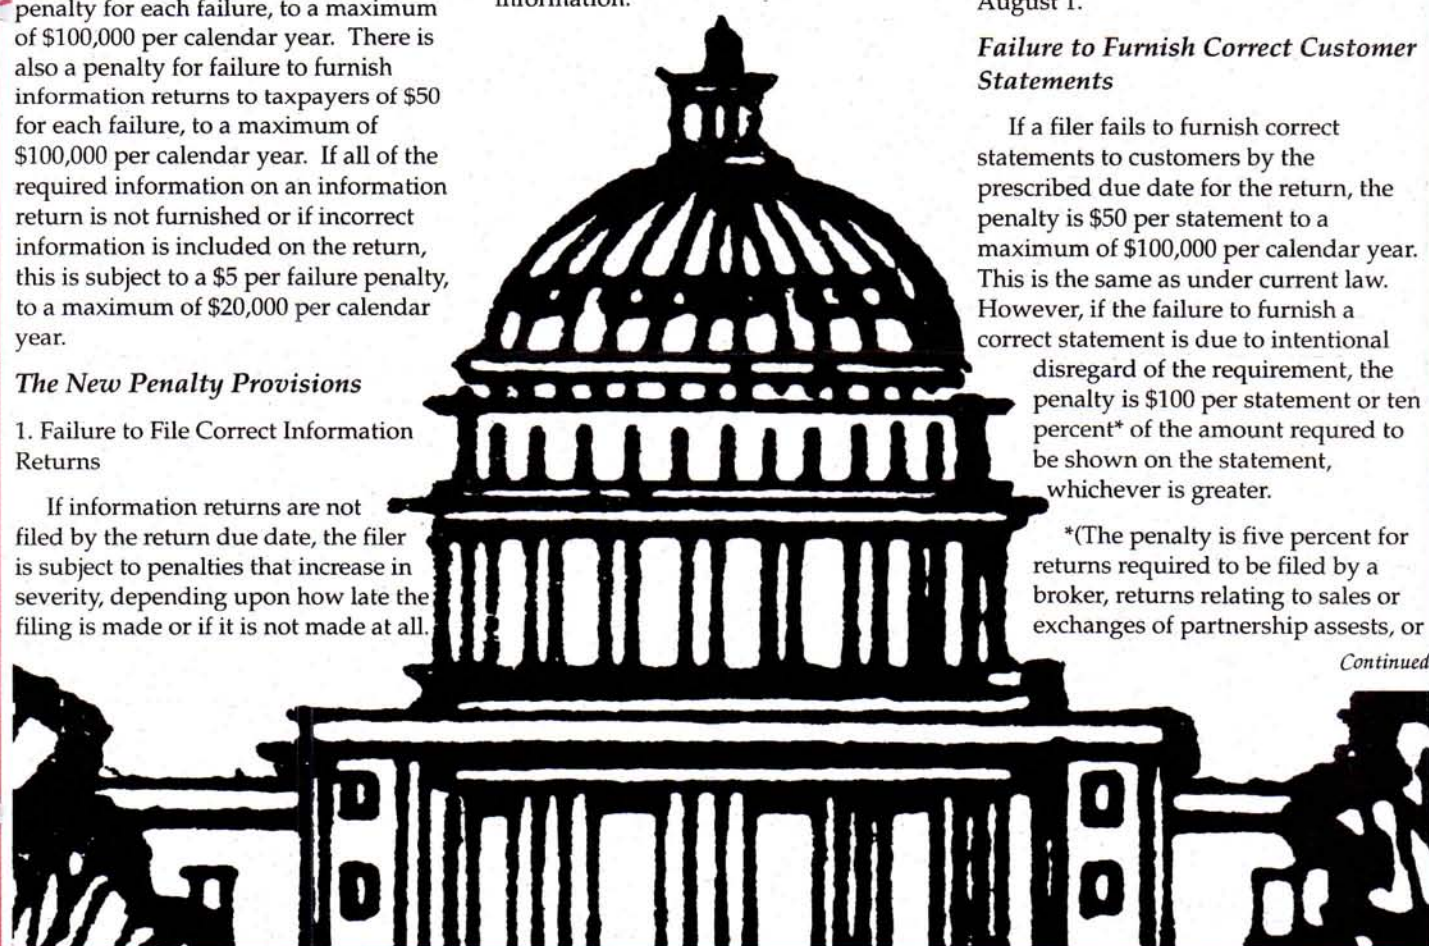 penalty for each failure, to a maximum
of $100,000 per calendar year. There is
also a penalty for failure to furnish
information returns to taxpayers of $50
for each failure, to a maximum of
$100,000 per calendar year. If all of the
required information on an information
return is not furnished or if incorrect
information is included on the return,
this is subject to a $5 per failure penalty,
to a maximum of $20,000 per calendar
year.
The New Penalty Provisions
1. Failure to File Correct Information
Returns
If information returns are not
filed by the return due date, the filer
is subject to penalties that increase in
severity, depending upon how late the
filing is made or if it is not made at all.
information.
August 1.
Failure to Furnish Correct Customer
Statements
If a filer fails to furnish correct
statements to customers by the
prescribed due date for the return, the
penalty is $50 per statement to a
maximum of $100,000 per calendar year.
This is the same as under current law.
However, if the failure to furnish a
correct statement is due to intentional
disregard of the requirement, the
penalty is $100 per statement or ten
percent* of the amount requred to
be shown on the statement,
whichever is greater.
*(The penalty is five percent for
returns required to be filed by a
broker, returns relating to sales or
exchanges of partnership assests, or
Continued